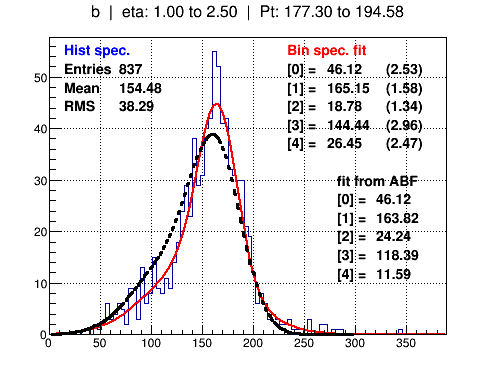 b | eta: 1.00 to 2.50 | Pt: 177.30 to 194.58
Hist spec.
Entries 837
Mean 154.48
RMS 38.29
Bin spec. fit
[0] = 46.12 (2.53)
[1] = 165.15 (1.58)
[2] = 18.78 (1.34)
[3] = 144.44 (2.96)
[4] = 26.45 (2.47)
fit from ABF
[0] = 46.12
[1] = 163.82
[2] = 24.24
[3] = 118.39
[4] = 11.59
50
40
30
20
10
0
0 50 100 150 200 250 300 350